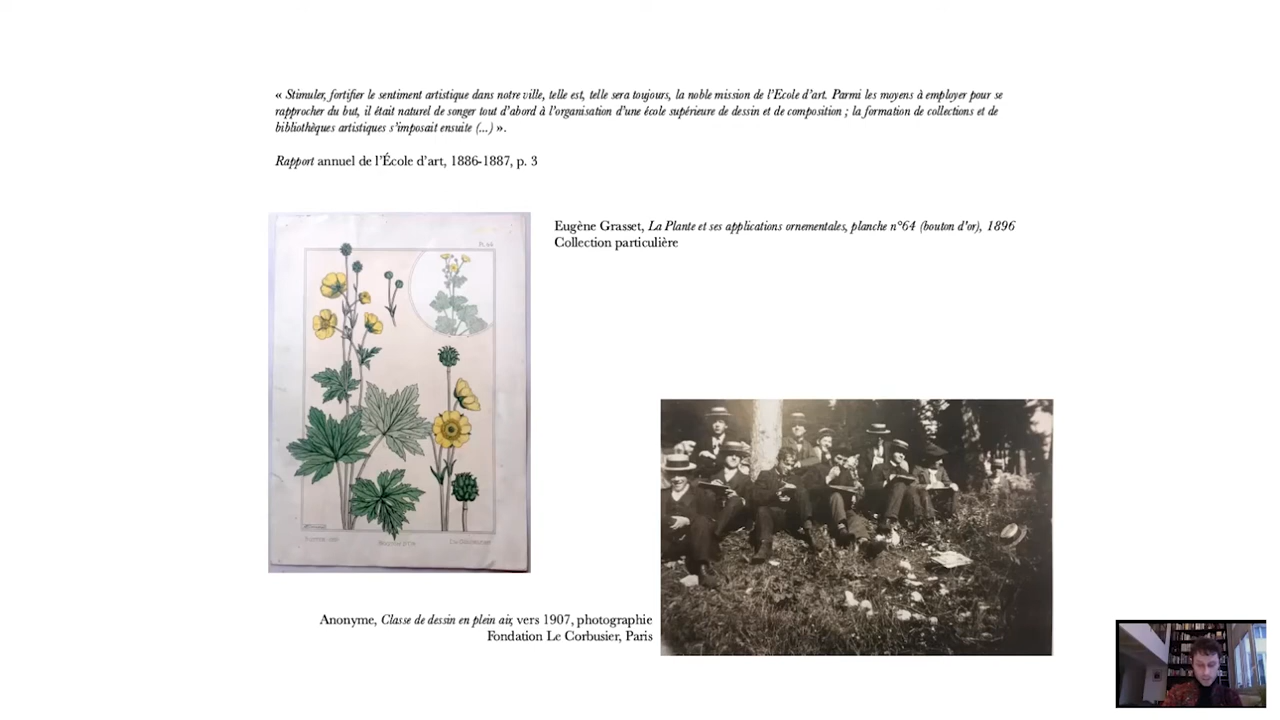 « Stimuler, fortifier le sentiment artistique dans notre ville, telle est, telle sera toujours, la noble mission de l'Ecole d'art. Parmi les moyens à employer pour se
rapprocher du but, il était naturel de songer tout d'abord à l'organisation d'une école supérieure de dessin et de composition ; la formation de collections et de
bibliothèques artistiques s'imposait ensuite (...) ».
Rapport annuel de l'École d'art, 1886-1887, p. 3
Eugène Grasset, La Plante et ses applications ornementales, planche n°64 (bouton d'or), 1896
Collection particulière
Anonyme, Classe de dessin en plein air, vers 1907, photographie
Fondation Le Corbusier, Paris